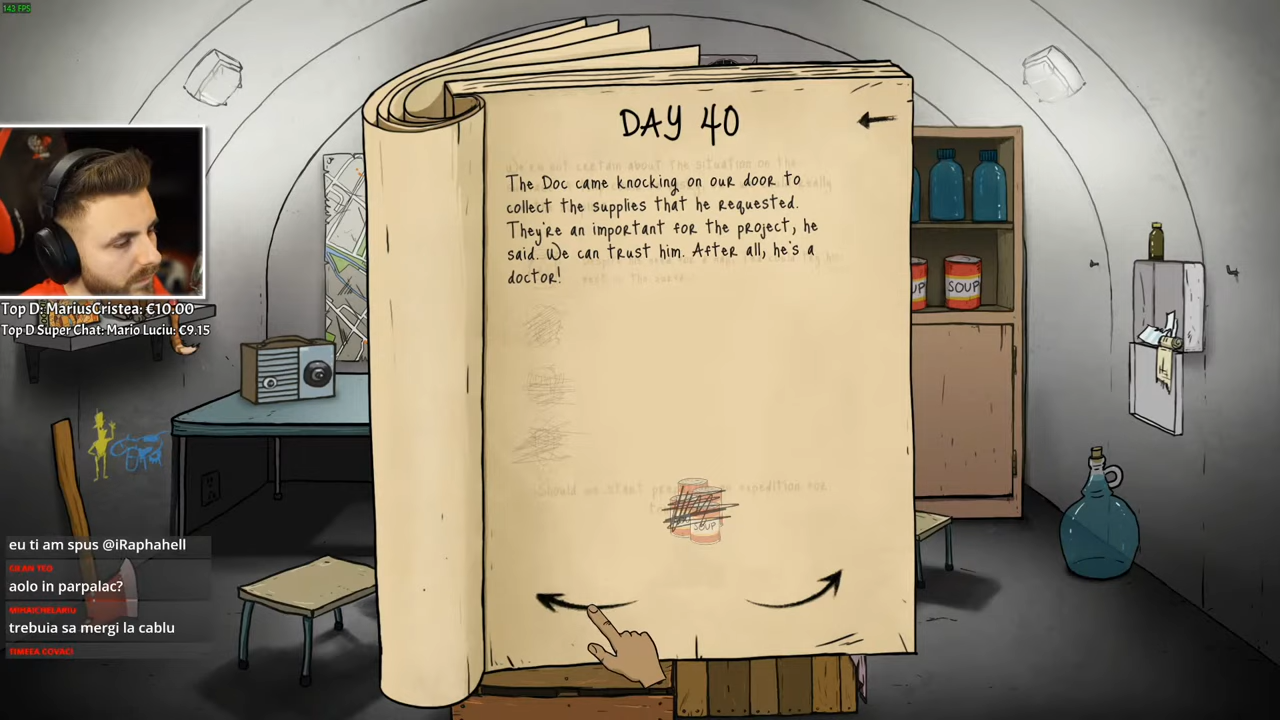 143 FPS
DAY 40
The Doc came knocking on our door to
collect the supplies that he requested.
They're an important for the project, he
said. We can trust him. After all, he's a
doctor!
Top D: MariusCristea: €10.00
Top D Super Chat: Mario Luciu: €9.15
SOUP
SOUP
eu ti am spus @iRaphahell
aolo in parpalac?
trebuia sa mergi la cablu
TIMEEA COVACI